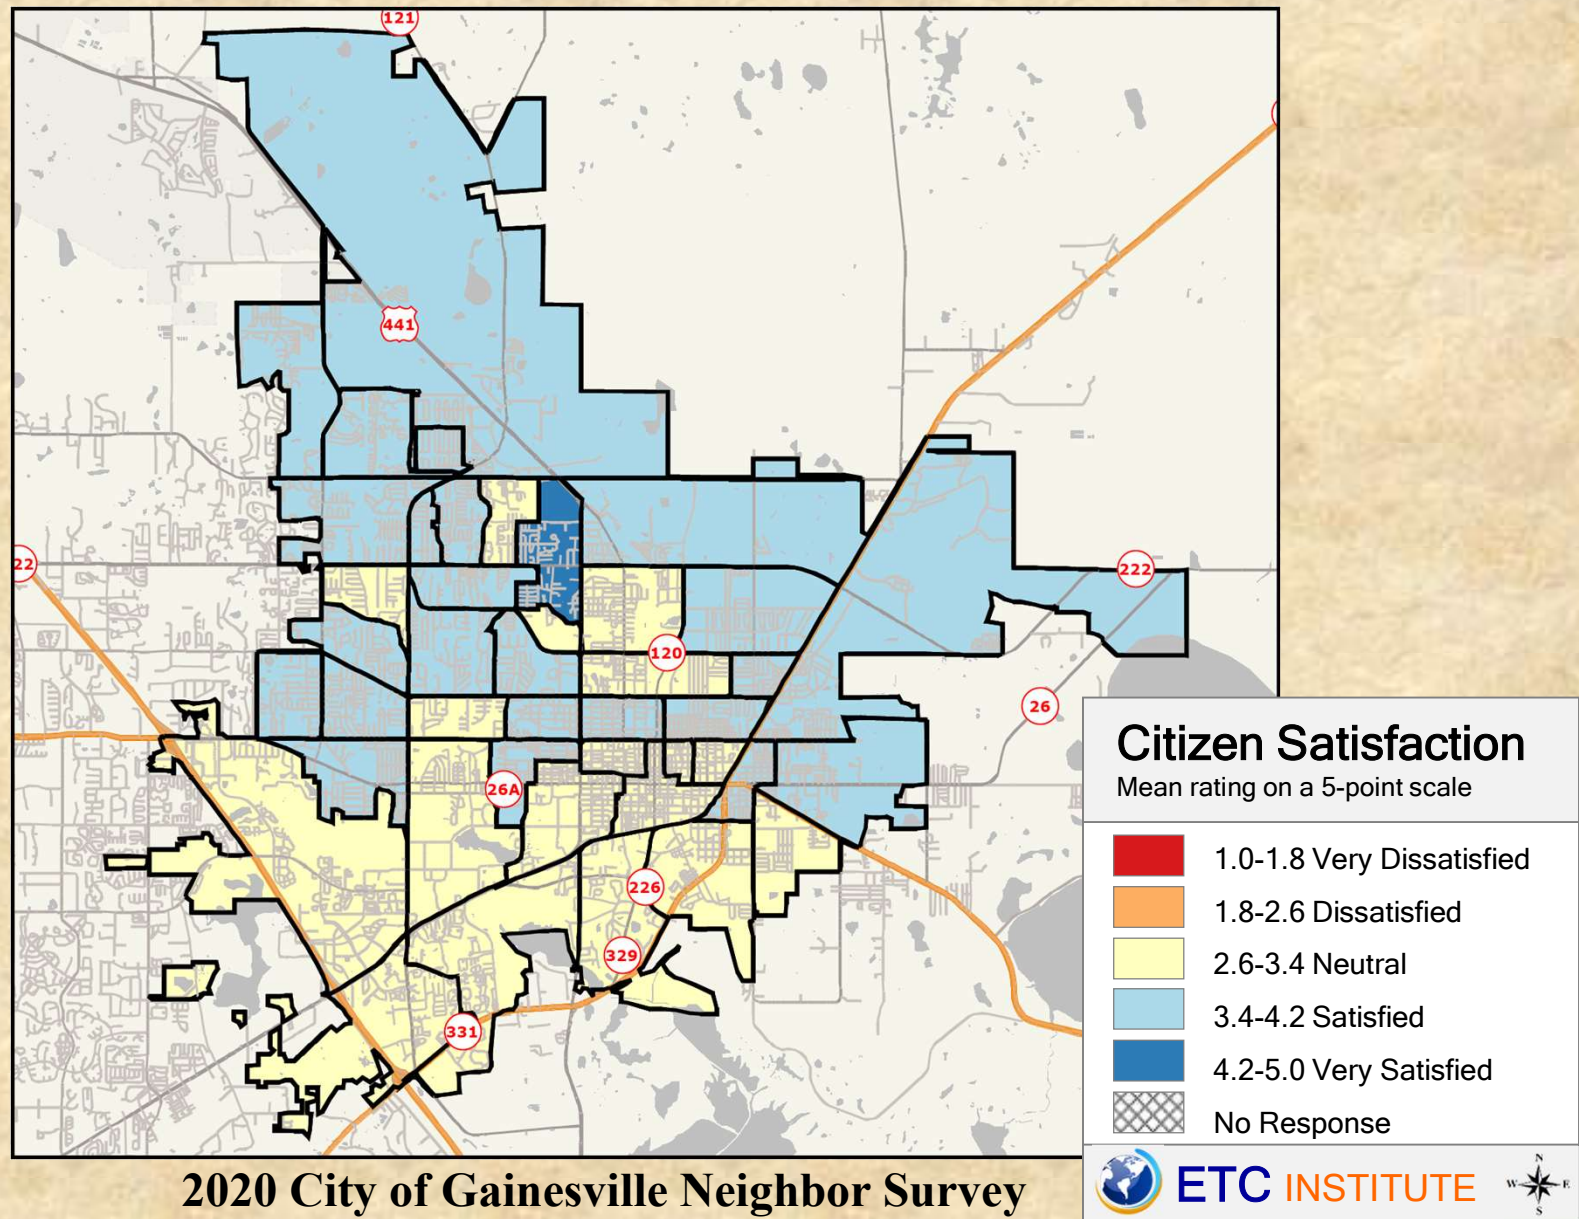 121
441
22
222
120
26
26A
226
329
331
Citizen Satisfaction
Mean rating on a 5-point scale
1.0-1.8 Very Dissatisfied
1.8-2.6 Dissatisfied
2.6-3.4 Neutral
3.4-4.2 Satisfied
4.2-5.0 Very Satisfied
No Response
2020 City of Gainesville Neighbor Survey
ETC INSTITUTE
N
W E
S